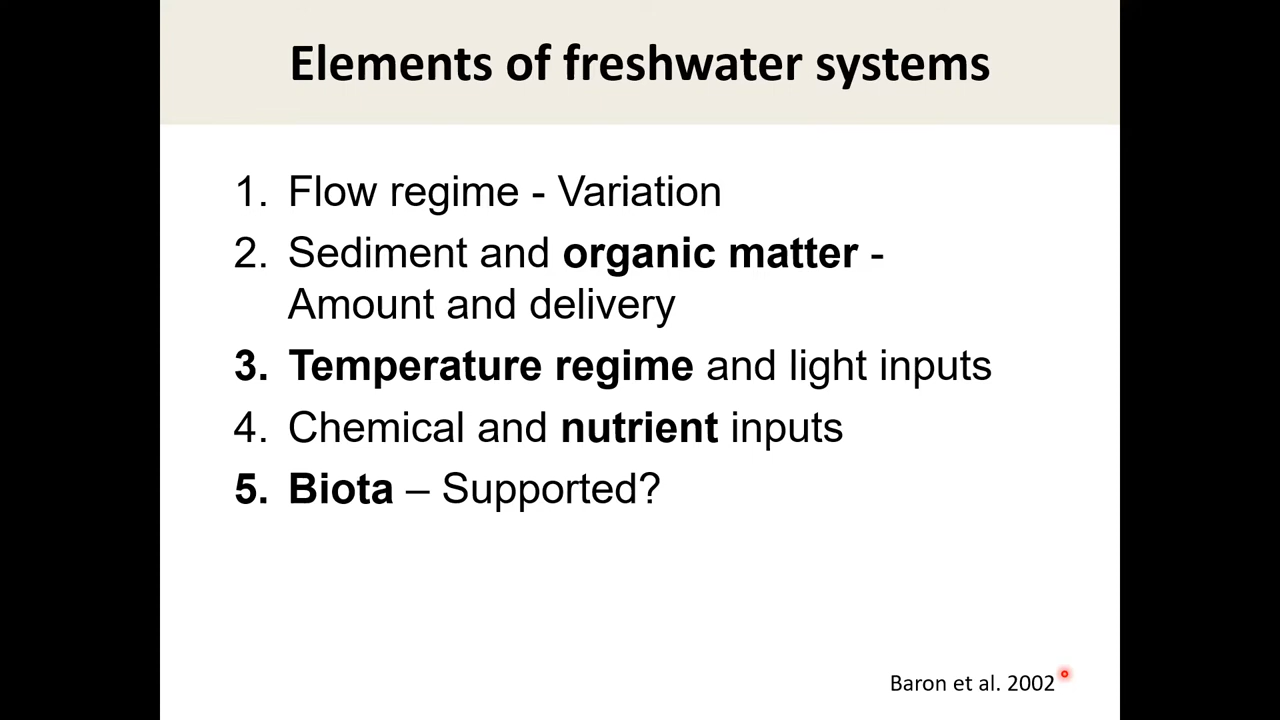 Elements of freshwater systems
1. Flow regime - Variation
2. Sediment and organic matter -
Amount and delivery
3. Temperature regime and light inputs
4. Chemical and nutrient inputs
5. Biota – Supported?
Baron et al. 2002